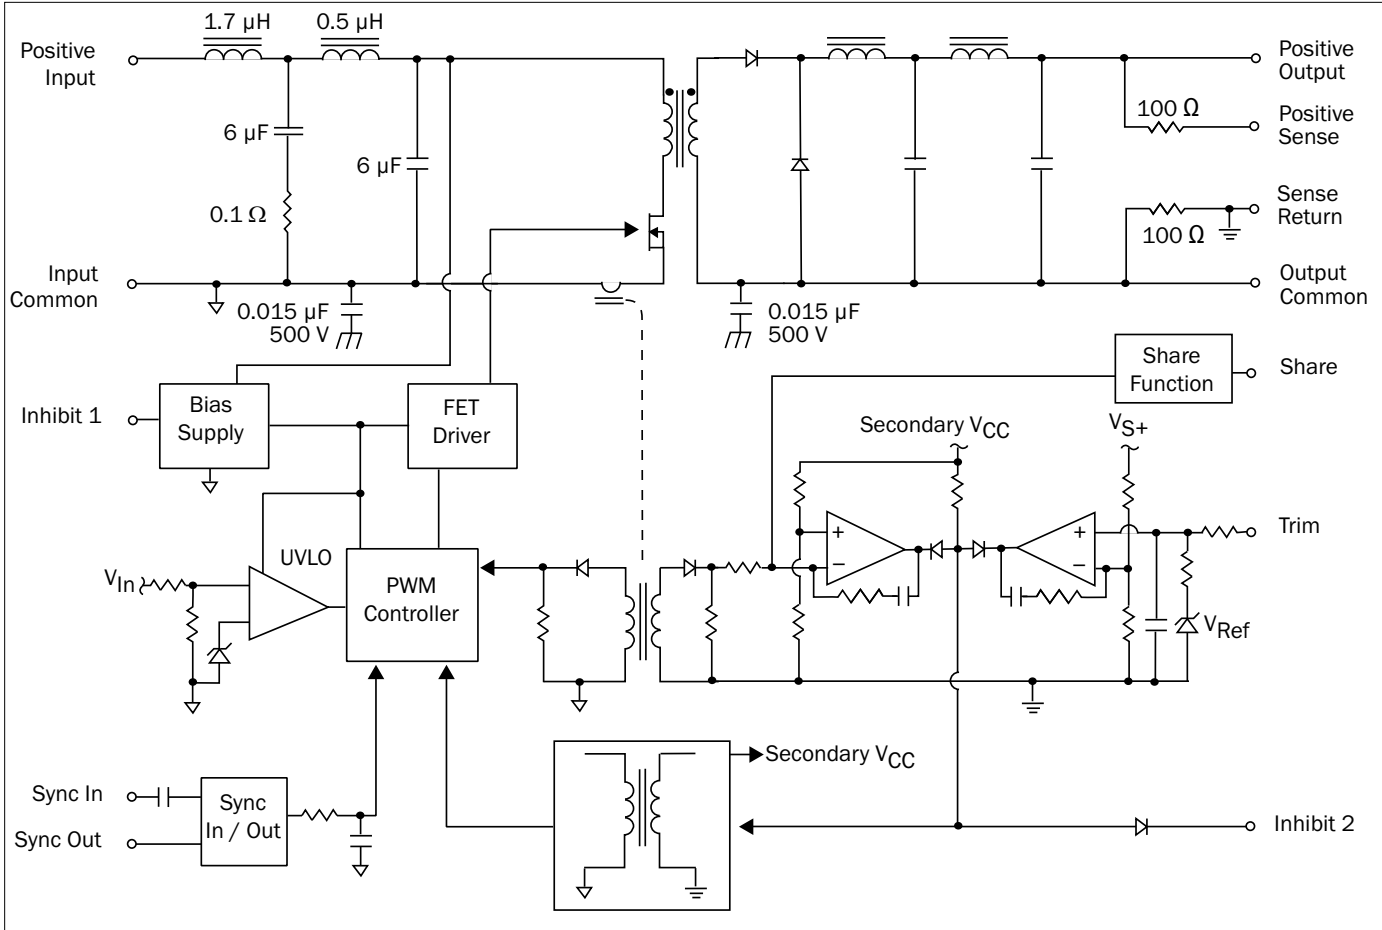 1.7 µH
0.5 µH
Positive
Input
6 µF
6 µF
0.1 Ω
Input
Common
0.015 µF
500 V
Positive
Output
100 Ω
Positive
Sense
Sense
Return
100 Ω
Output
Common
0.015 µF
500 V
Share
Function
Share
Inhibit 1
Bias
Supply
FET
Driver
Secondary VCC
VS+
Trim
UVLO
VIn
PWM
Controller
VRef
Secondary VCC
Sync In
Sync Out
Sync
In / Out
Inhibit 2
+
−
+
−